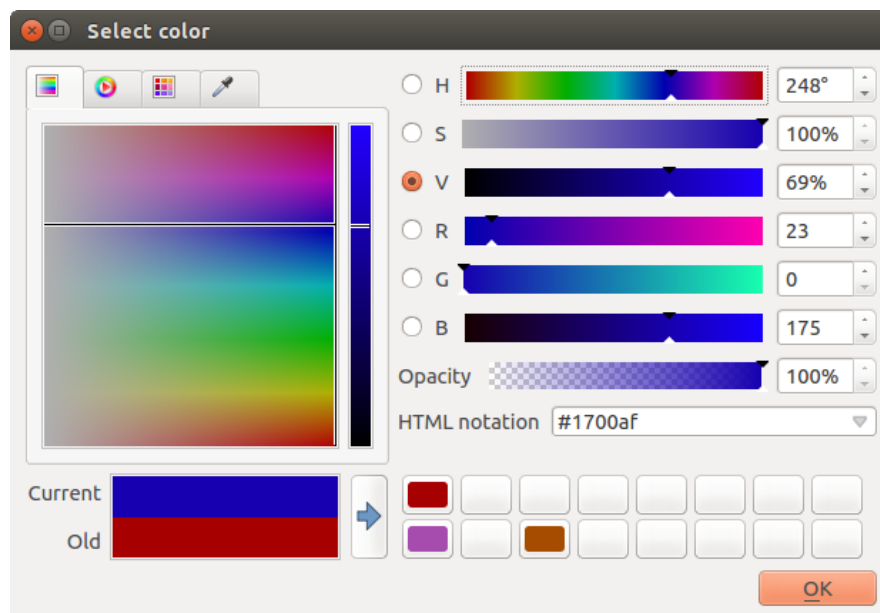 Select color
H 248°
S 100%
V 69%
R 23
G 0
B 175
Opacity 100%
HTML notation #1700af
Current
Old
OK